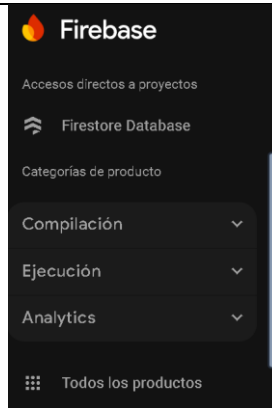 Firebase
Accesos directos a proyectos
Firestore Database
Categorías de producto
Compilación
Ejecución
Analytics
Todos los productos